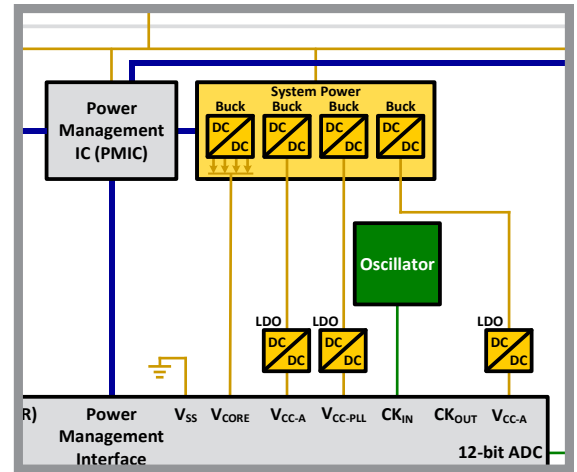 System Power
Buck Buck Buck Buck
DC DC DC DC
DC DC DC DC
Power
Management
IC (PMIC)
Oscillator
LDO LDO LDO
DC DC DC
DC DC DC
R) Power
Management
Interface
VSS VCORE VCC-A VCC-PLL CKIN CKOUT VCC-A
12-bit ADC